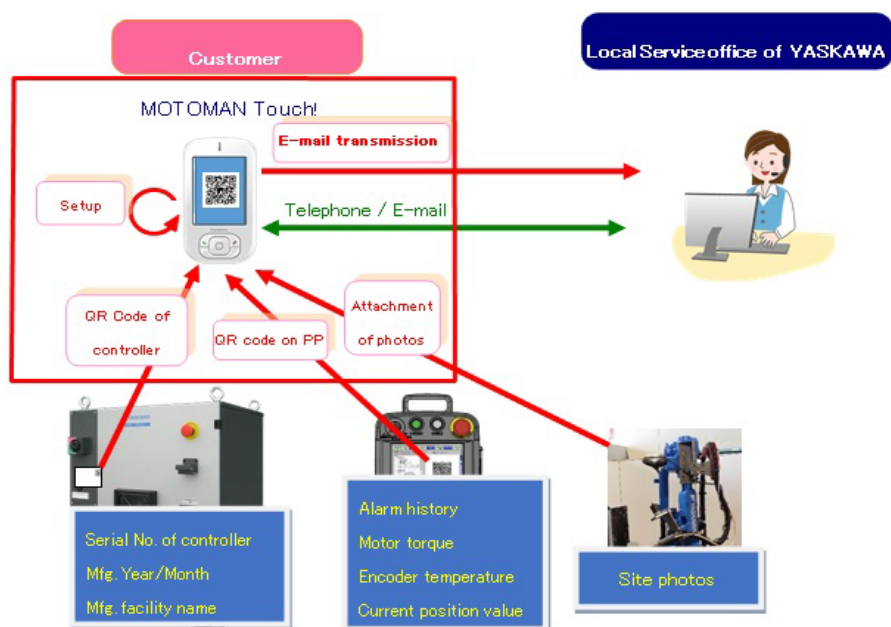 Customer
Local Service office of YASKAWA
MOTOMAN Touch!
E-mail transmission
Setup
Telephone / E-mail
QR Code of
controller
QR code on PP
Attachment
of photos
Serial No. of controller
Mfg. Year/Month
Mfg. facility name
Alarm history
Motor torque
Encoder temperature
Current position value
Site photos